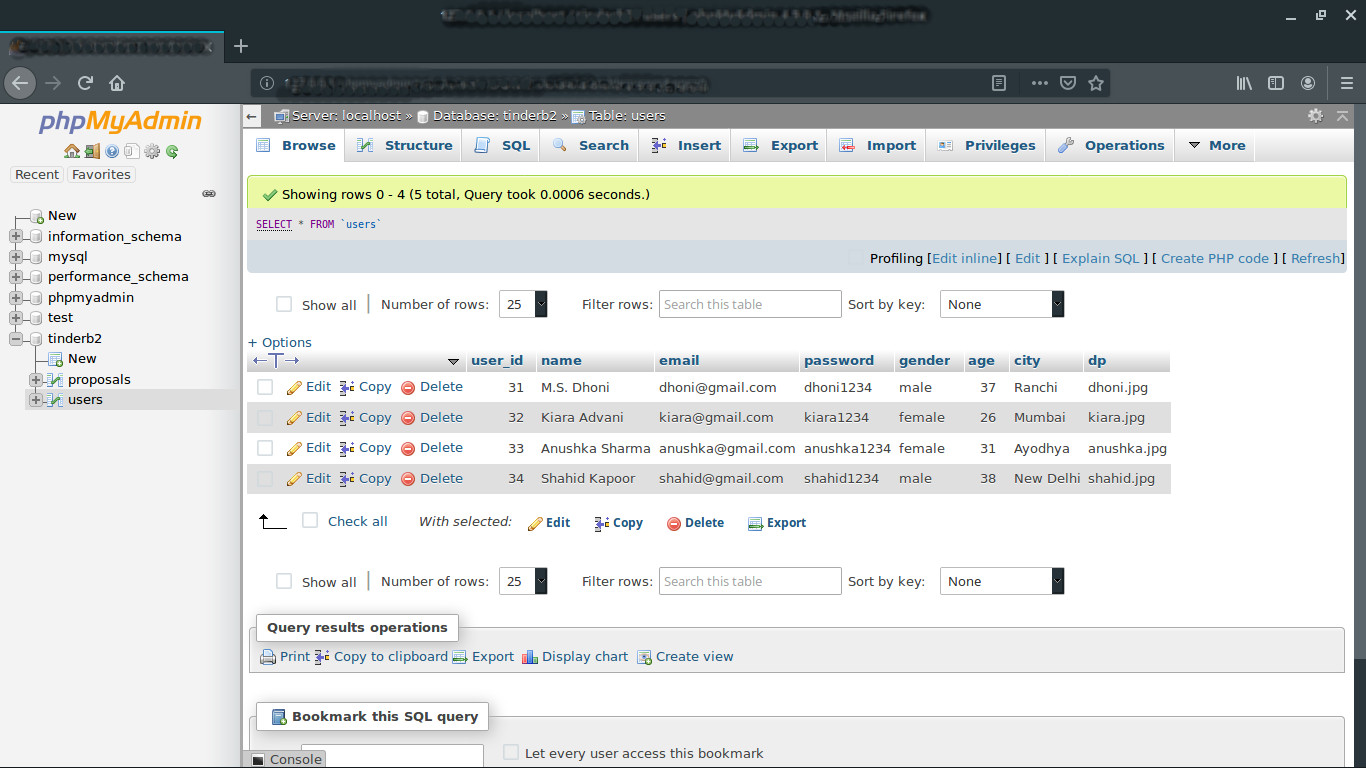 phpMyAdmin
Recent Favorites
New
information_schema
mysql
performance_schema
phpmyadmin
test
tinderb2
New
proposals
users
Server: localhost » Database: tinderb2 » Table: users
Browse Structure SQL Search Insert Export Import Privileges Operations More
Showing rows 0 - 4 (5 total, Query took 0.0006 seconds.)
SELECT * FROM `users`
Profiling [Edit inline] [ Edit ] [ Explain SQL ] [ Create PHP code ] [ Refresh]
Show all | Number of rows: 25 Filter rows: Search this table Sort by key: None
+ Options
←T→ user_id name email password gender age city dp
Edit Copy Delete 31 M.S. Dhoni dhoni@gmail.com dhoni1234 male 37 Ranchi dhoni.jpg
Edit Copy Delete 32 Kiara Advani kiara@gmail.com kiara1234 female 26 Mumbai kiara.jpg
Edit Copy Delete 33 Anushka Sharma anushka@gmail.com anushka1234 female 31 Ayodhya anushka.jpg
Edit Copy Delete 34 Shahid Kapoor shahid@gmail.com shahid1234 male 38 New Delhi shahid.jpg
Check all With selected: Edit Copy Delete Export
Show all | Number of rows: 25 Filter rows: Search this table Sort by key: None
Query results operations
Print Copy to clipboard Export Display chart Create view
Bookmark this SQL query
Let every user access this bookmark
Console